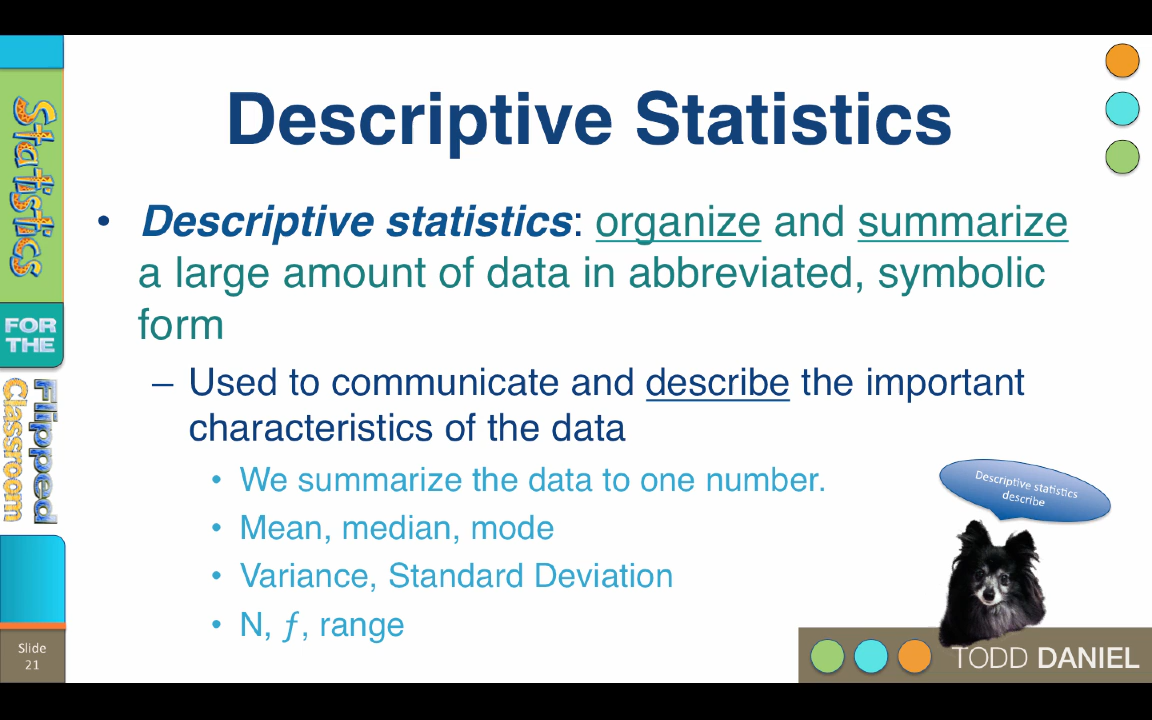 Descriptive Statistics
• Descriptive statistics: organize and summarize
a large amount of data in abbreviated, symbolic
form
– Used to communicate and describe the important
characteristics of the data
• We summarize the data to one number.
• Mean, median, mode
• Variance, Standard Deviation
• N, ƒ, range
Descriptive statistics
describe
TODD DANIEL
Statistics
FOR
THE
Flipped
Classroom
Slide
21